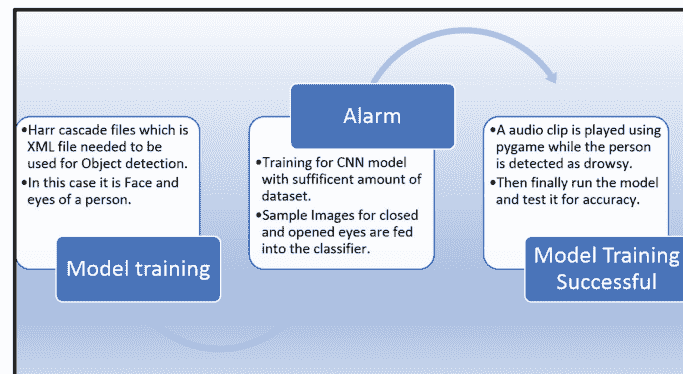 •Harr cascade files which is
XML file needed to be
used for Object detection.
•In this case it is Face and
eyes of a person.
Model training
Alarm
•Training for CNN model
with suffificent amount of
dataset.
•Sample Images for closed
and opened eyes are fed
into the classifier.
•A audio clip is played using
pygame while the person
is detected as drowsy.
•Then finally run the model
and test it for accuracy.
Model Training
Successful